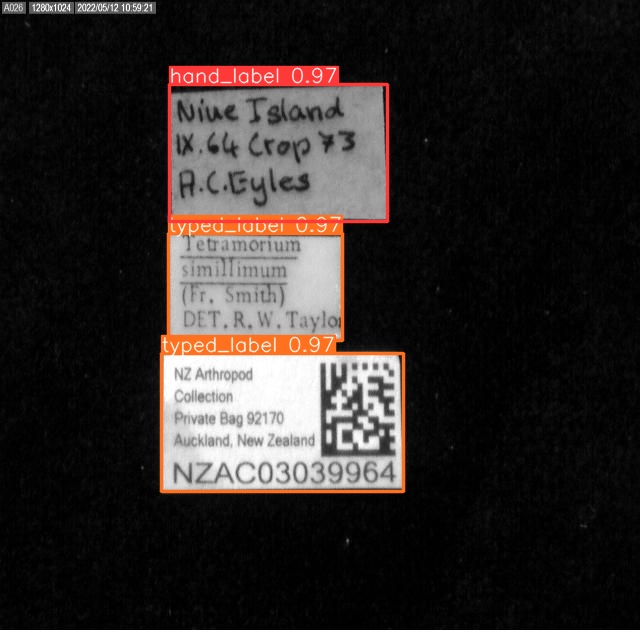 A026 1280x1024 2022/05/12 10:59:21
hand_label 0.97
Niue Island
IX.64 Crop 73
A.C.Eyles
typed_label 0.97
Tetramorium
simillimum
(Fr. Smith)
DET. R. W. Taylor
typed_label 0.97
NZ Arthropod
Collection
Private Bag 92170
Auckland, New Zealand
NZAC03039964